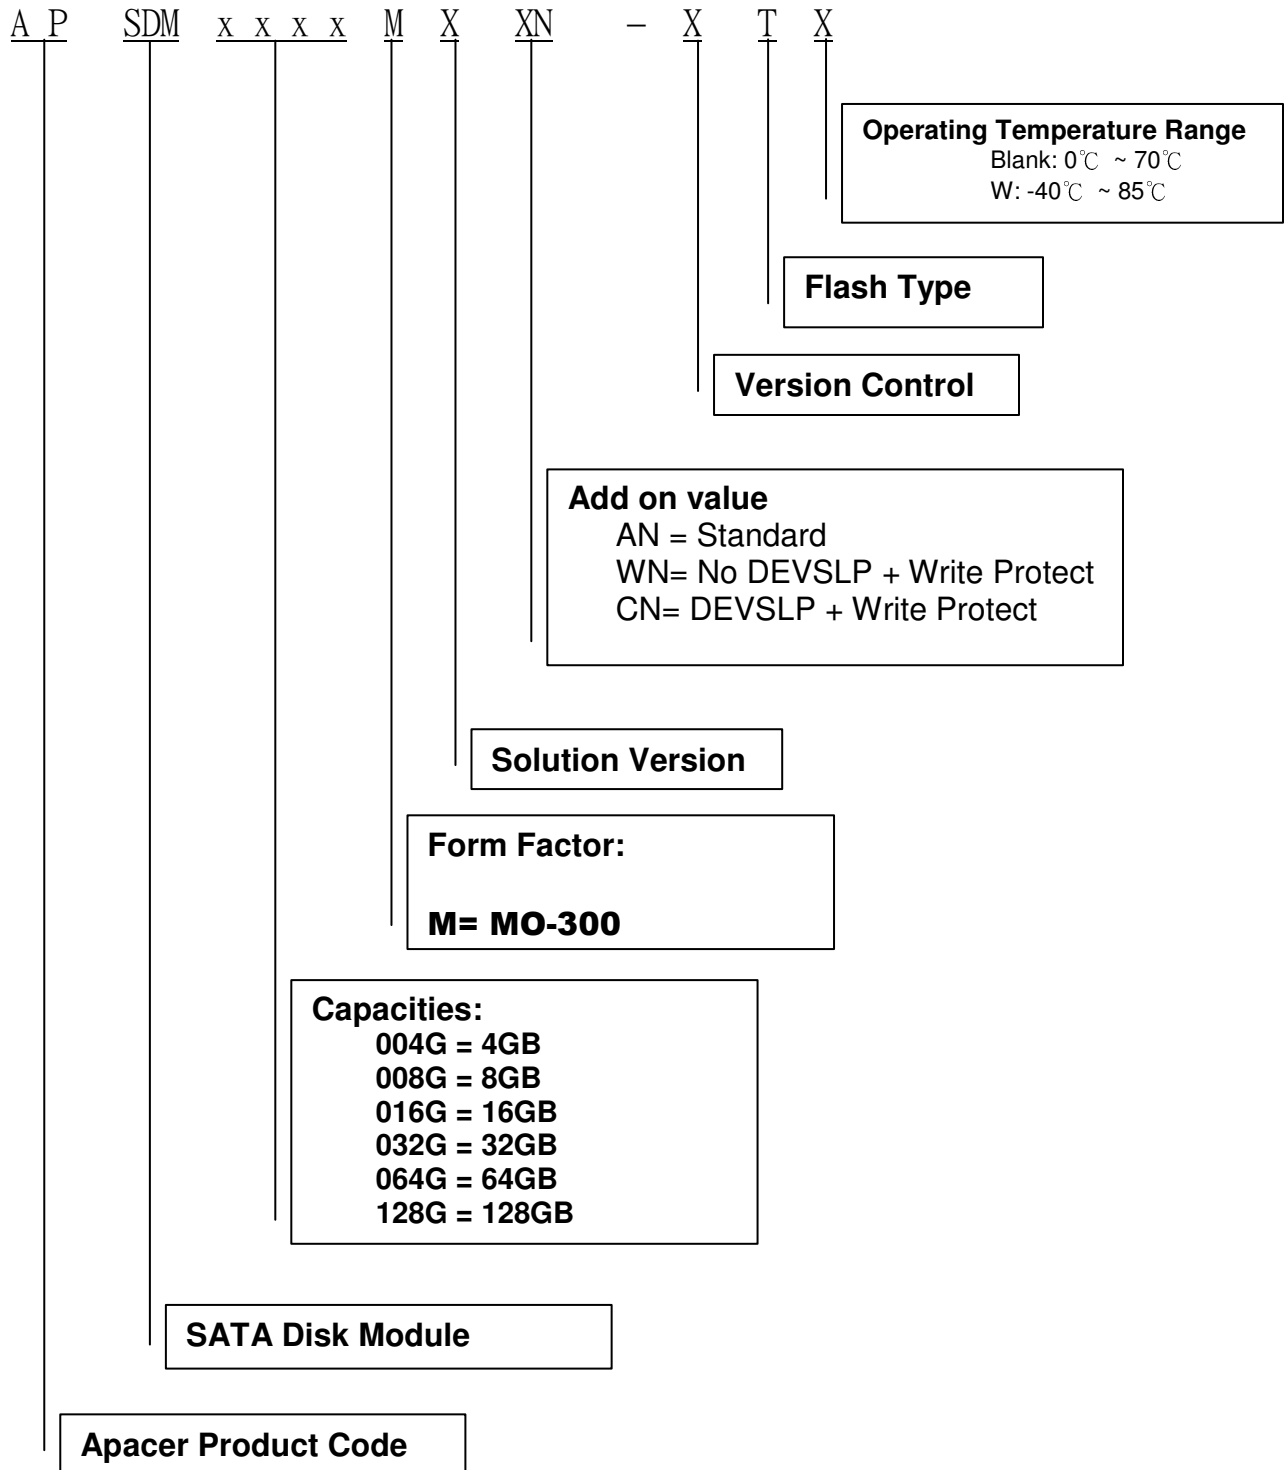 A P SDM x x x x M X XN - X T X
Operating Temperature Range
Blank: 0℃ ~ 70℃
W: -40℃ ~ 85℃
Flash Type
Version Control
Add on value
AN = Standard
WN= No DEVSLP + Write Protect
CN= DEVSLP + Write Protect
Solution Version
Form Factor:
M= MO-300
Capacities:
004G = 4GB
008G = 8GB
016G = 16GB
032G = 32GB
064G = 64GB
128G = 128GB
SATA Disk Module
Apacer Product Code